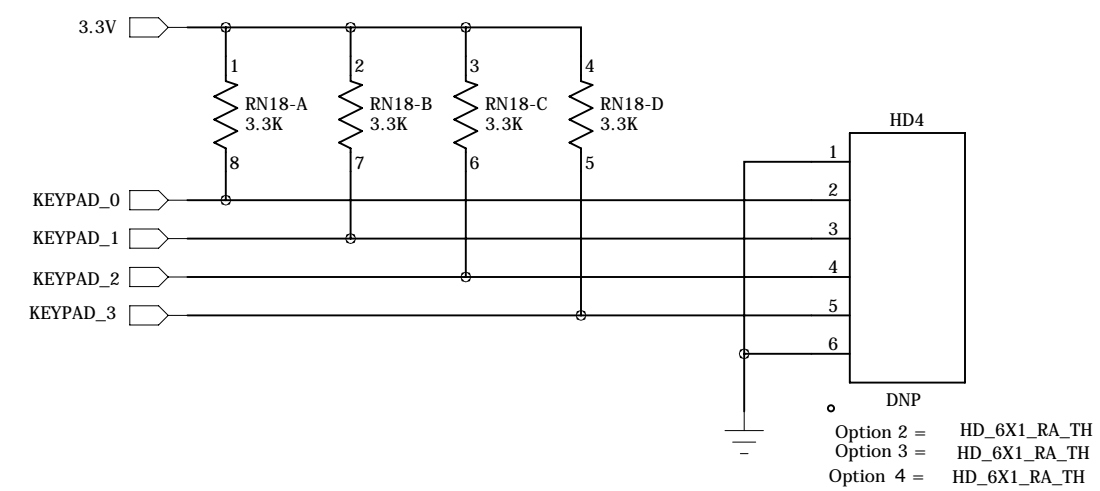 3.3V
1 2 3 4
RN18-A RN18-B RN18-C RN18-D
3.3K 3.3K 3.3K 3.3K
8 7 6 5
HD4
1
KEYPAD_0 2
KEYPAD_1 3
KEYPAD_2 4
KEYPAD_3 5
6
DNP
Option 2 = HD_6X1_RA_TH
Option 3 = HD_6X1_RA_TH
Option 4 = HD_6X1_RA_TH